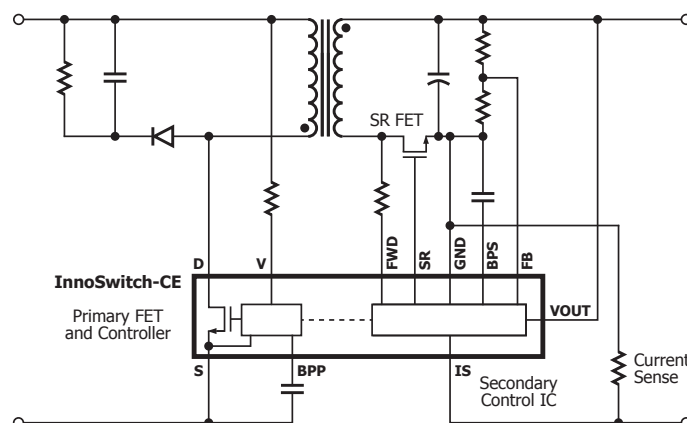 SR FET
D
V
FWD
SR
GND
BPS
FB
InnoSwitch-CE
Primary FET
and Controller
VOUT
S
BPP
IS
Secondary
Control IC
Current
Sense